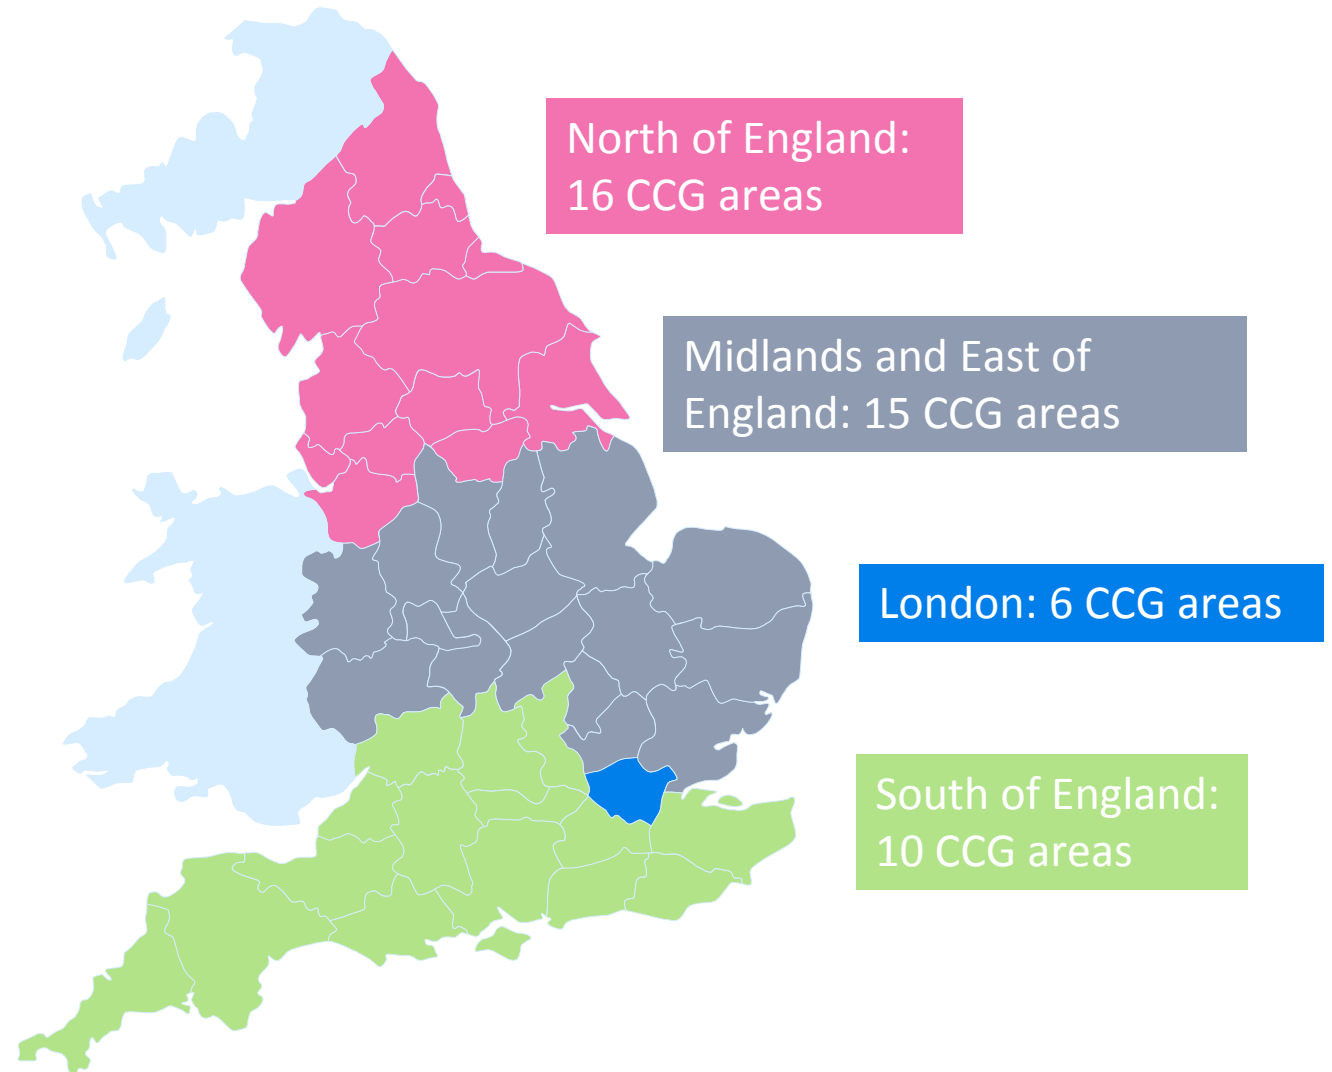 North of England:
16 CCG areas
Midlands and East of
England: 15 CCG areas
London: 6 CCG areas
South of England:
10 CCG areas